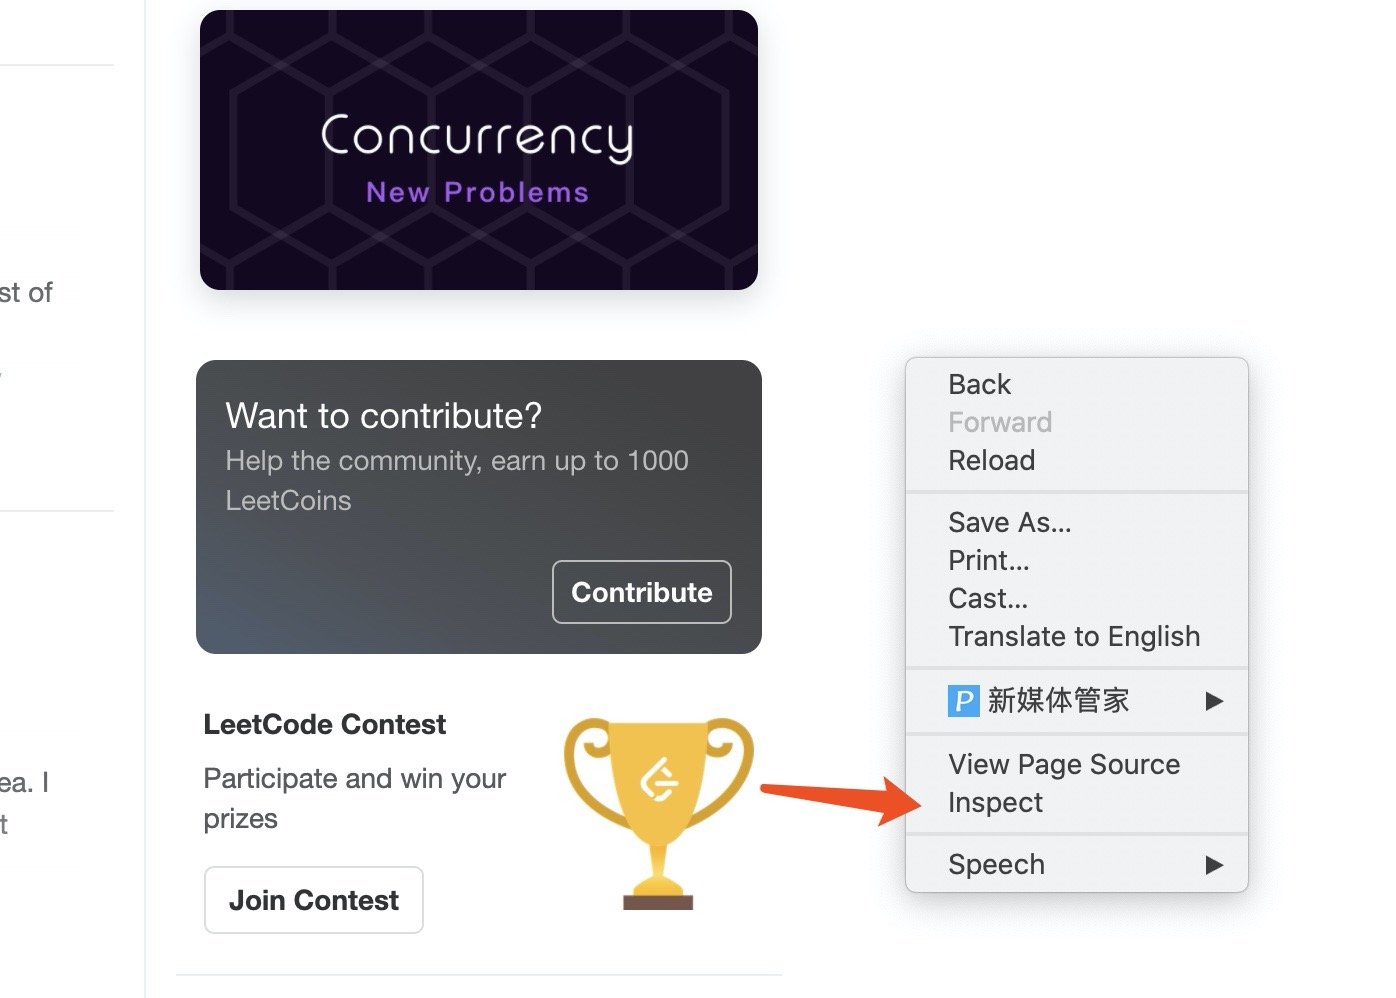 st of
ea. I
t
Concurrency
New Problems
Want to contribute?
Help the community, earn up to 1000
LeetCoins
Contribute
LeetCode Contest
Participate and win your
prizes
Join Contest
Back
Forward
Reload
Save As...
Print...
Cast...
Translate to English
P 新媒体管家
View Page Source
Inspect
Speech